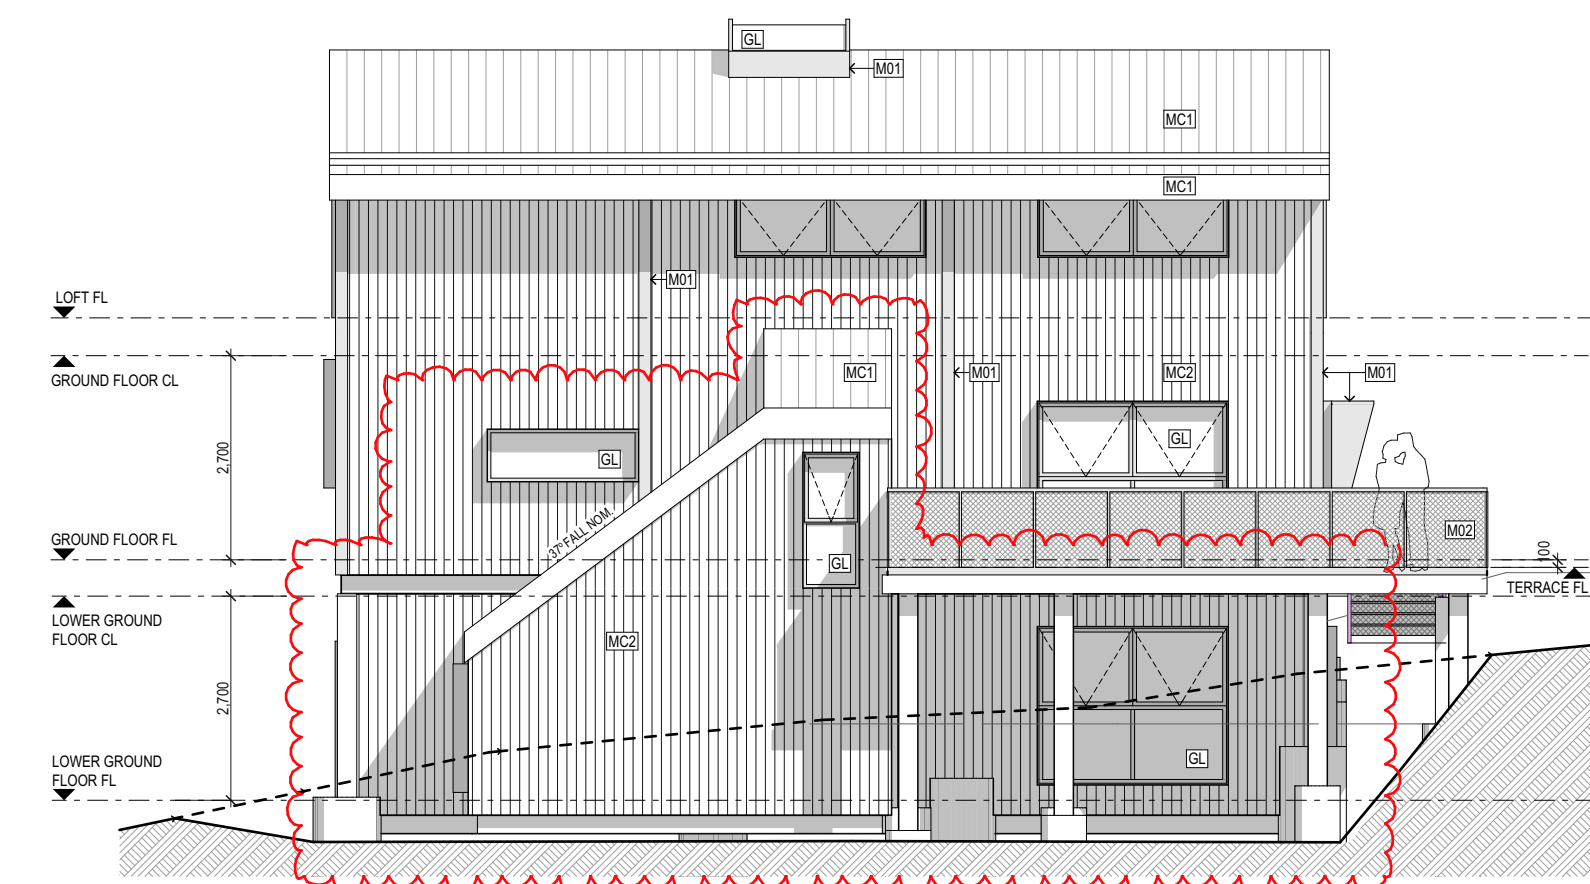 GL
M01
MC1
MC1
M01
LOFT FL
GROUND FLOOR CL
MC1
M01
MC2
M01
2,700
GL
GL
37° FALL NOM.
GROUND FLOOR FL
M02
100
GL
TERRACE FL
LOWER GROUND
FLOOR CL
MC2
2,700
LOWER GROUND
FLOOR FL
GL